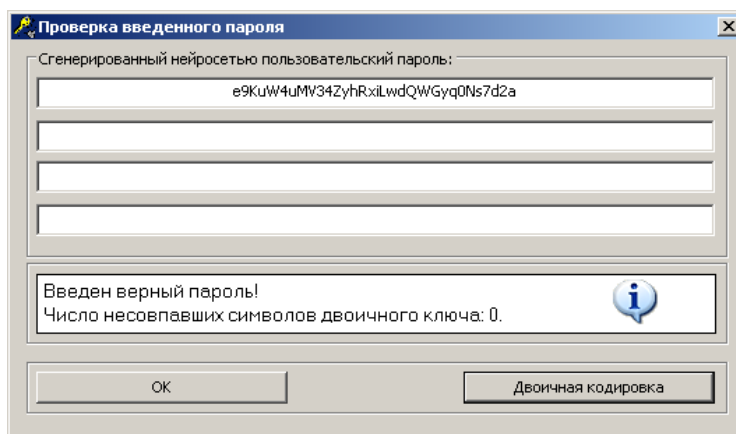 Проверка введенного пароля
Сгенерированный нейросетью пользовательский пароль:
e9KuW4uMV34ZyhRxiLwdQWGyq0Ns7d2a
Введен верный пароль!
Число несовпавших символов двоичного ключа: 0.
OK
Двоичная кодировка